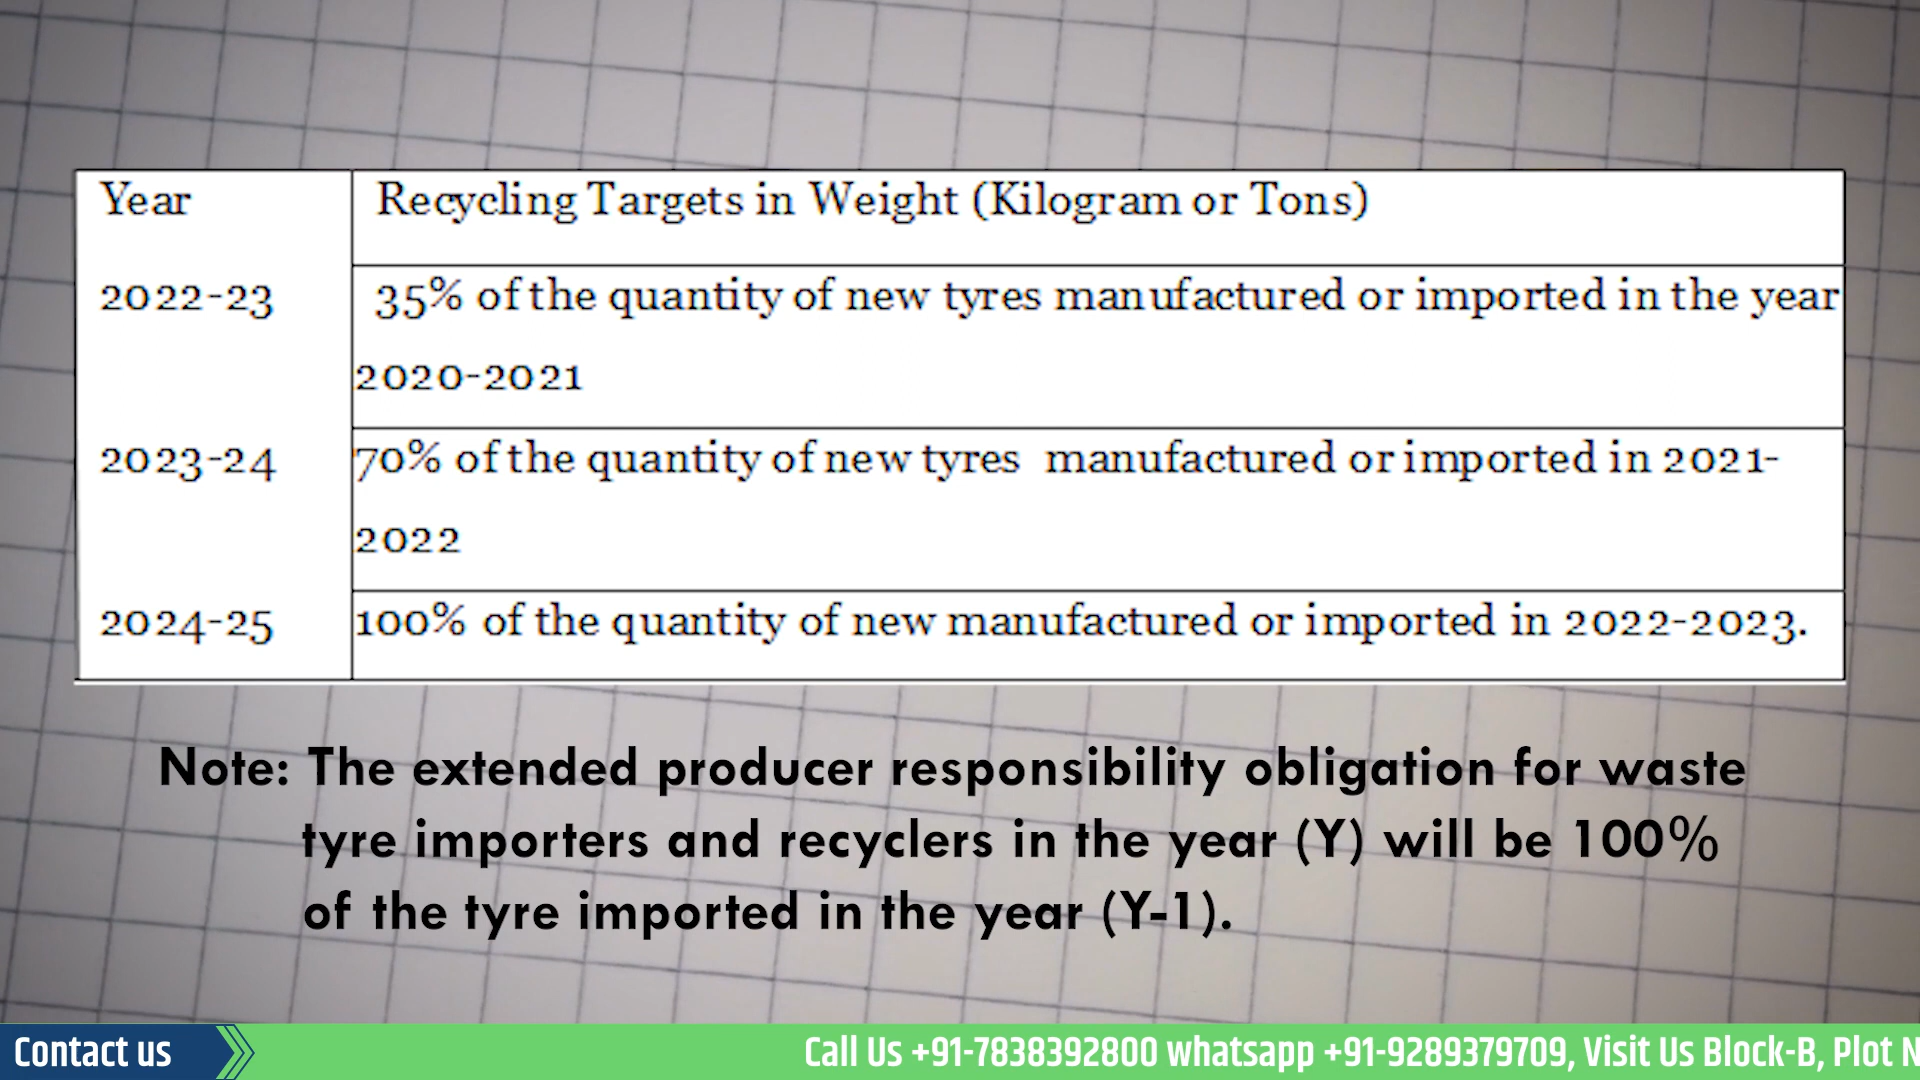 Year Recycling Targets in Weight (Kilogram or Tons)
2022-23 35% of the quantity of new tyres manufactured or imported in the year
2020-2021
2023-24 70% of the quantity of new tyres manufactured or imported in 2021-
2022
2024-25 100% of the quantity of new manufactured or imported in 2022-2023.
Note: The extended producer responsibility obligation for waste
tyre importers and recyclers in the year (Y) will be 100%
of the tyre imported in the year (Y-1).
Contact us Call Us +91-7838392800 whatsapp +91-9289379709, Visit Us Block-B, Plot N